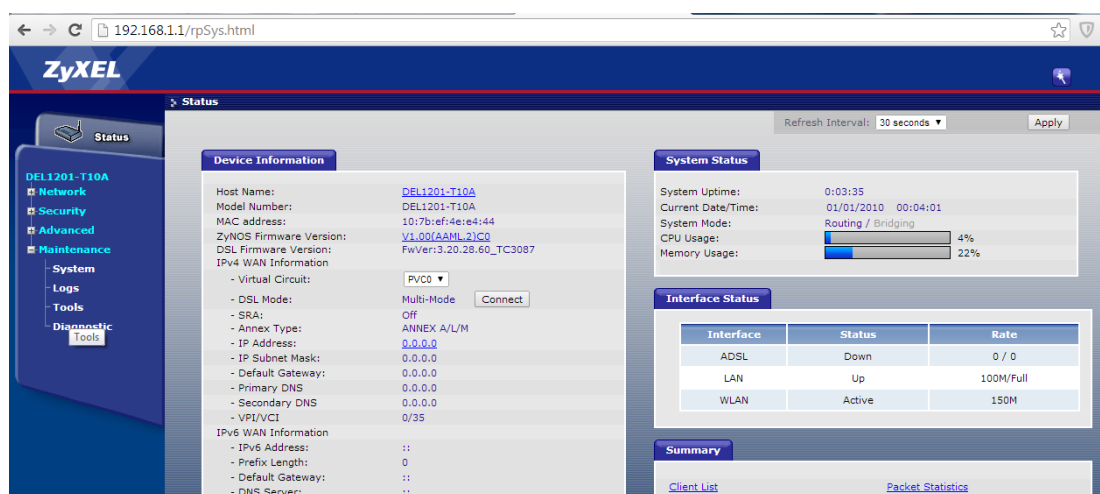 192.168.1.1/rpSys.html
ZyXEL
Status
Status
Refresh Interval: 30 seconds Apply
DEL1201-T10A
Network
Security
Advanced
Maintenance
System
Logs
Tools
Diagnostic
Tools
Device Information
Host Name: DEL1201-T10A
Model Number: DEL1201-T10A
MAC address: 10:7b:ef:4e:e4:44
ZyNOS Firmware Version: V1.00(AAML.2)C0
DSL Firmware Version: FwVer:3.20.28.60_TC3087
IPv4 WAN Information
- Virtual Circuit: PVC0
- DSL Mode: Multi-Mode Connect
- SRA: Off
- Annex Type: ANNEX A/L/M
- IP Address: 0.0.0.0
- IP Subnet Mask: 0.0.0.0
- Default Gateway: 0.0.0.0
- Primary DNS 0.0.0.0
- Secondary DNS 0.0.0.0
- VPI/VCI 0/35
IPv6 WAN Information
- IPv6 Address: ::
- Prefix Length: 0
- Default Gateway: ::
- DNS Server: ::
System Status
System Uptime: 0:03:35
Current Date/Time: 01/01/2010 00:04:01
System Mode: Routing / Bridging
CPU Usage: 4%
Memory Usage: 22%
Interface Status
Interface Status Rate
ADSL Down 0 / 0
LAN Up 100M/Full
WLAN Active 150M
Summary
Client List Packet Statistics